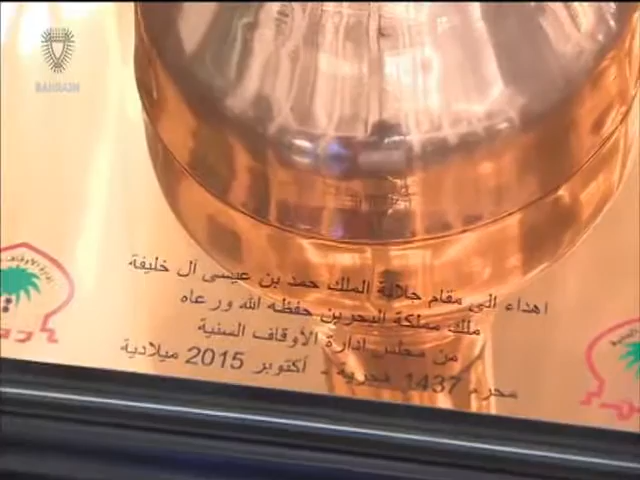 BAHRAIN
اهداء الى مقام جلالة الملك حمد بن عيسى آل خليفة
ملك مملكة البحرين حفظه الله ورعاه
من مجلس ادارة الأوقاف السنية
محرم 1437 هجرية - أكتوبر 2015 ميلادية